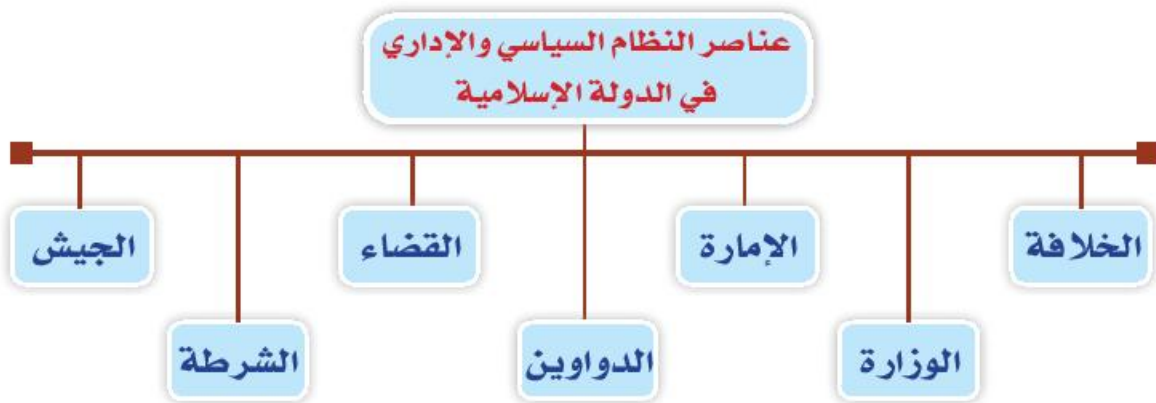 عناصر النظام السياسي والإداري
في الدولة الإسلامية
الخلافة
الوزارة
الإمارة
الدواوين
القضاء
الشرطة
الجيش